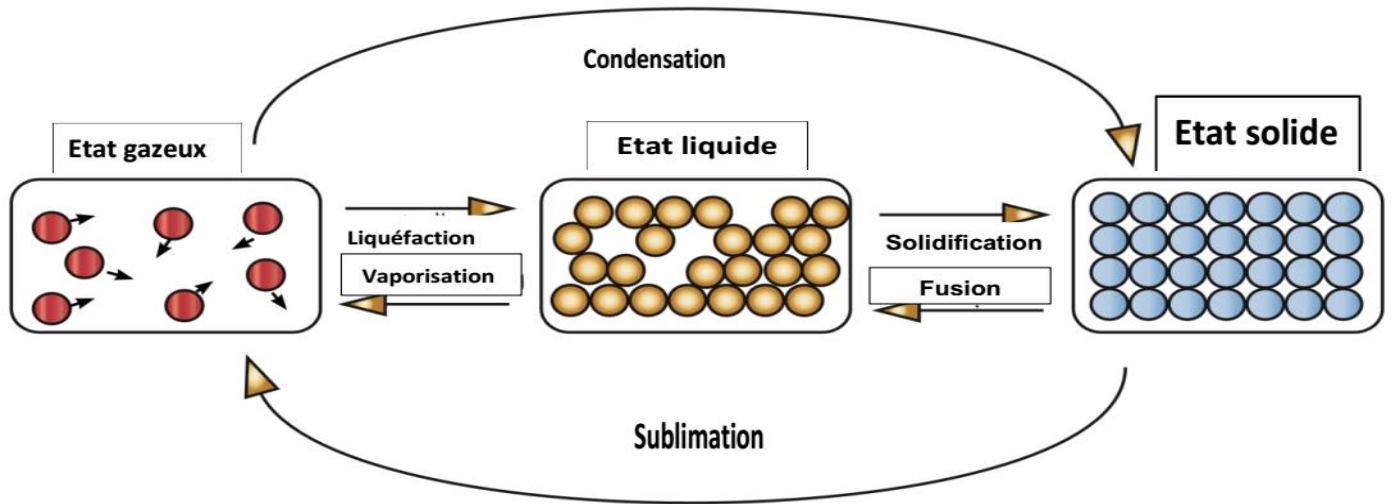 Condensation
Etat gazeux
Etat liquide
Etat solide
Liquéfaction
Vaporisation
Solidification
Fusion
Sublimation